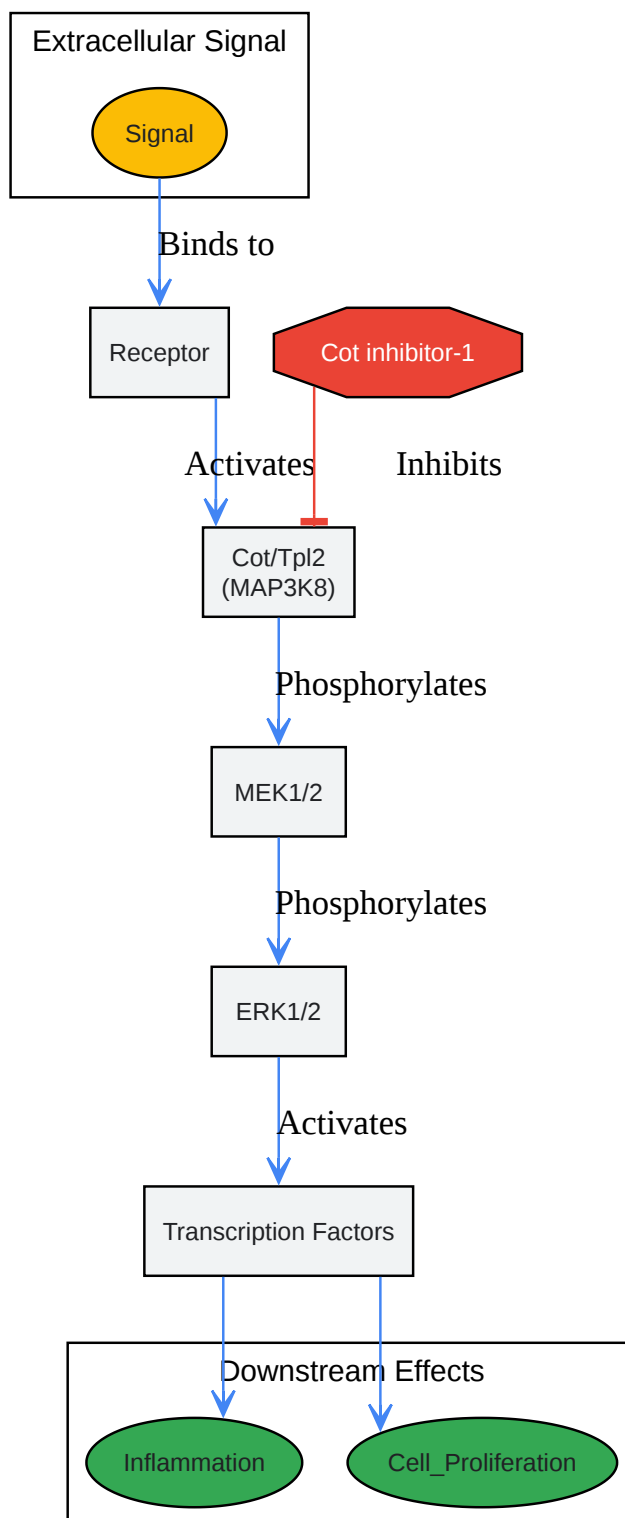 Extracellular Signal
Signal
Binds to
Receptor
Cot inhibitor-1
Activates
Inhibits
Cot/Tpl2
(MAP3K8)
Phosphorylates
MEK1/2
Phosphorylates
ERK1/2
Activates
Transcription Factors
Downstream Effects
Inflammation
Cell_Proliferation